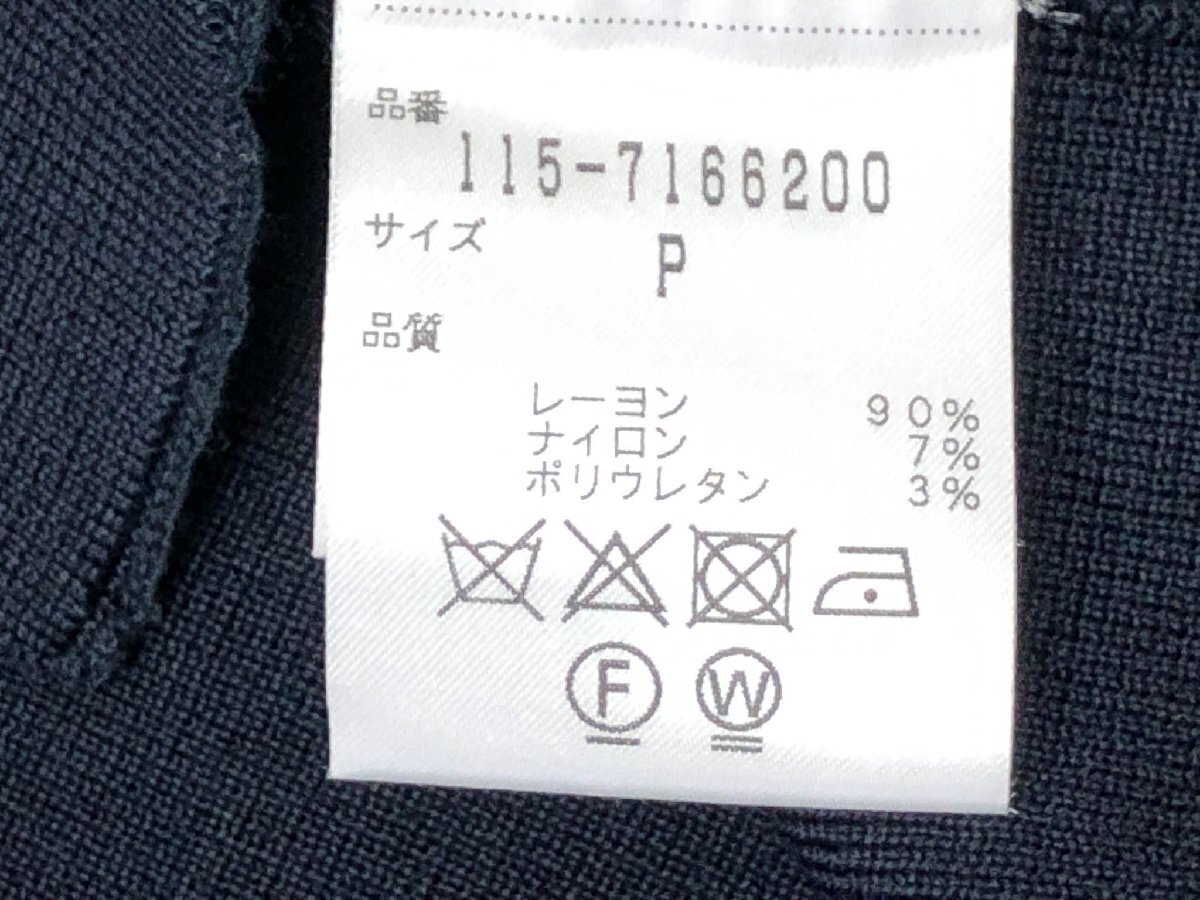 品番
115-7166200
サイズ
P
品質
レーヨン 90%
ナイロン 7%
ポリウレタン 3%
F W